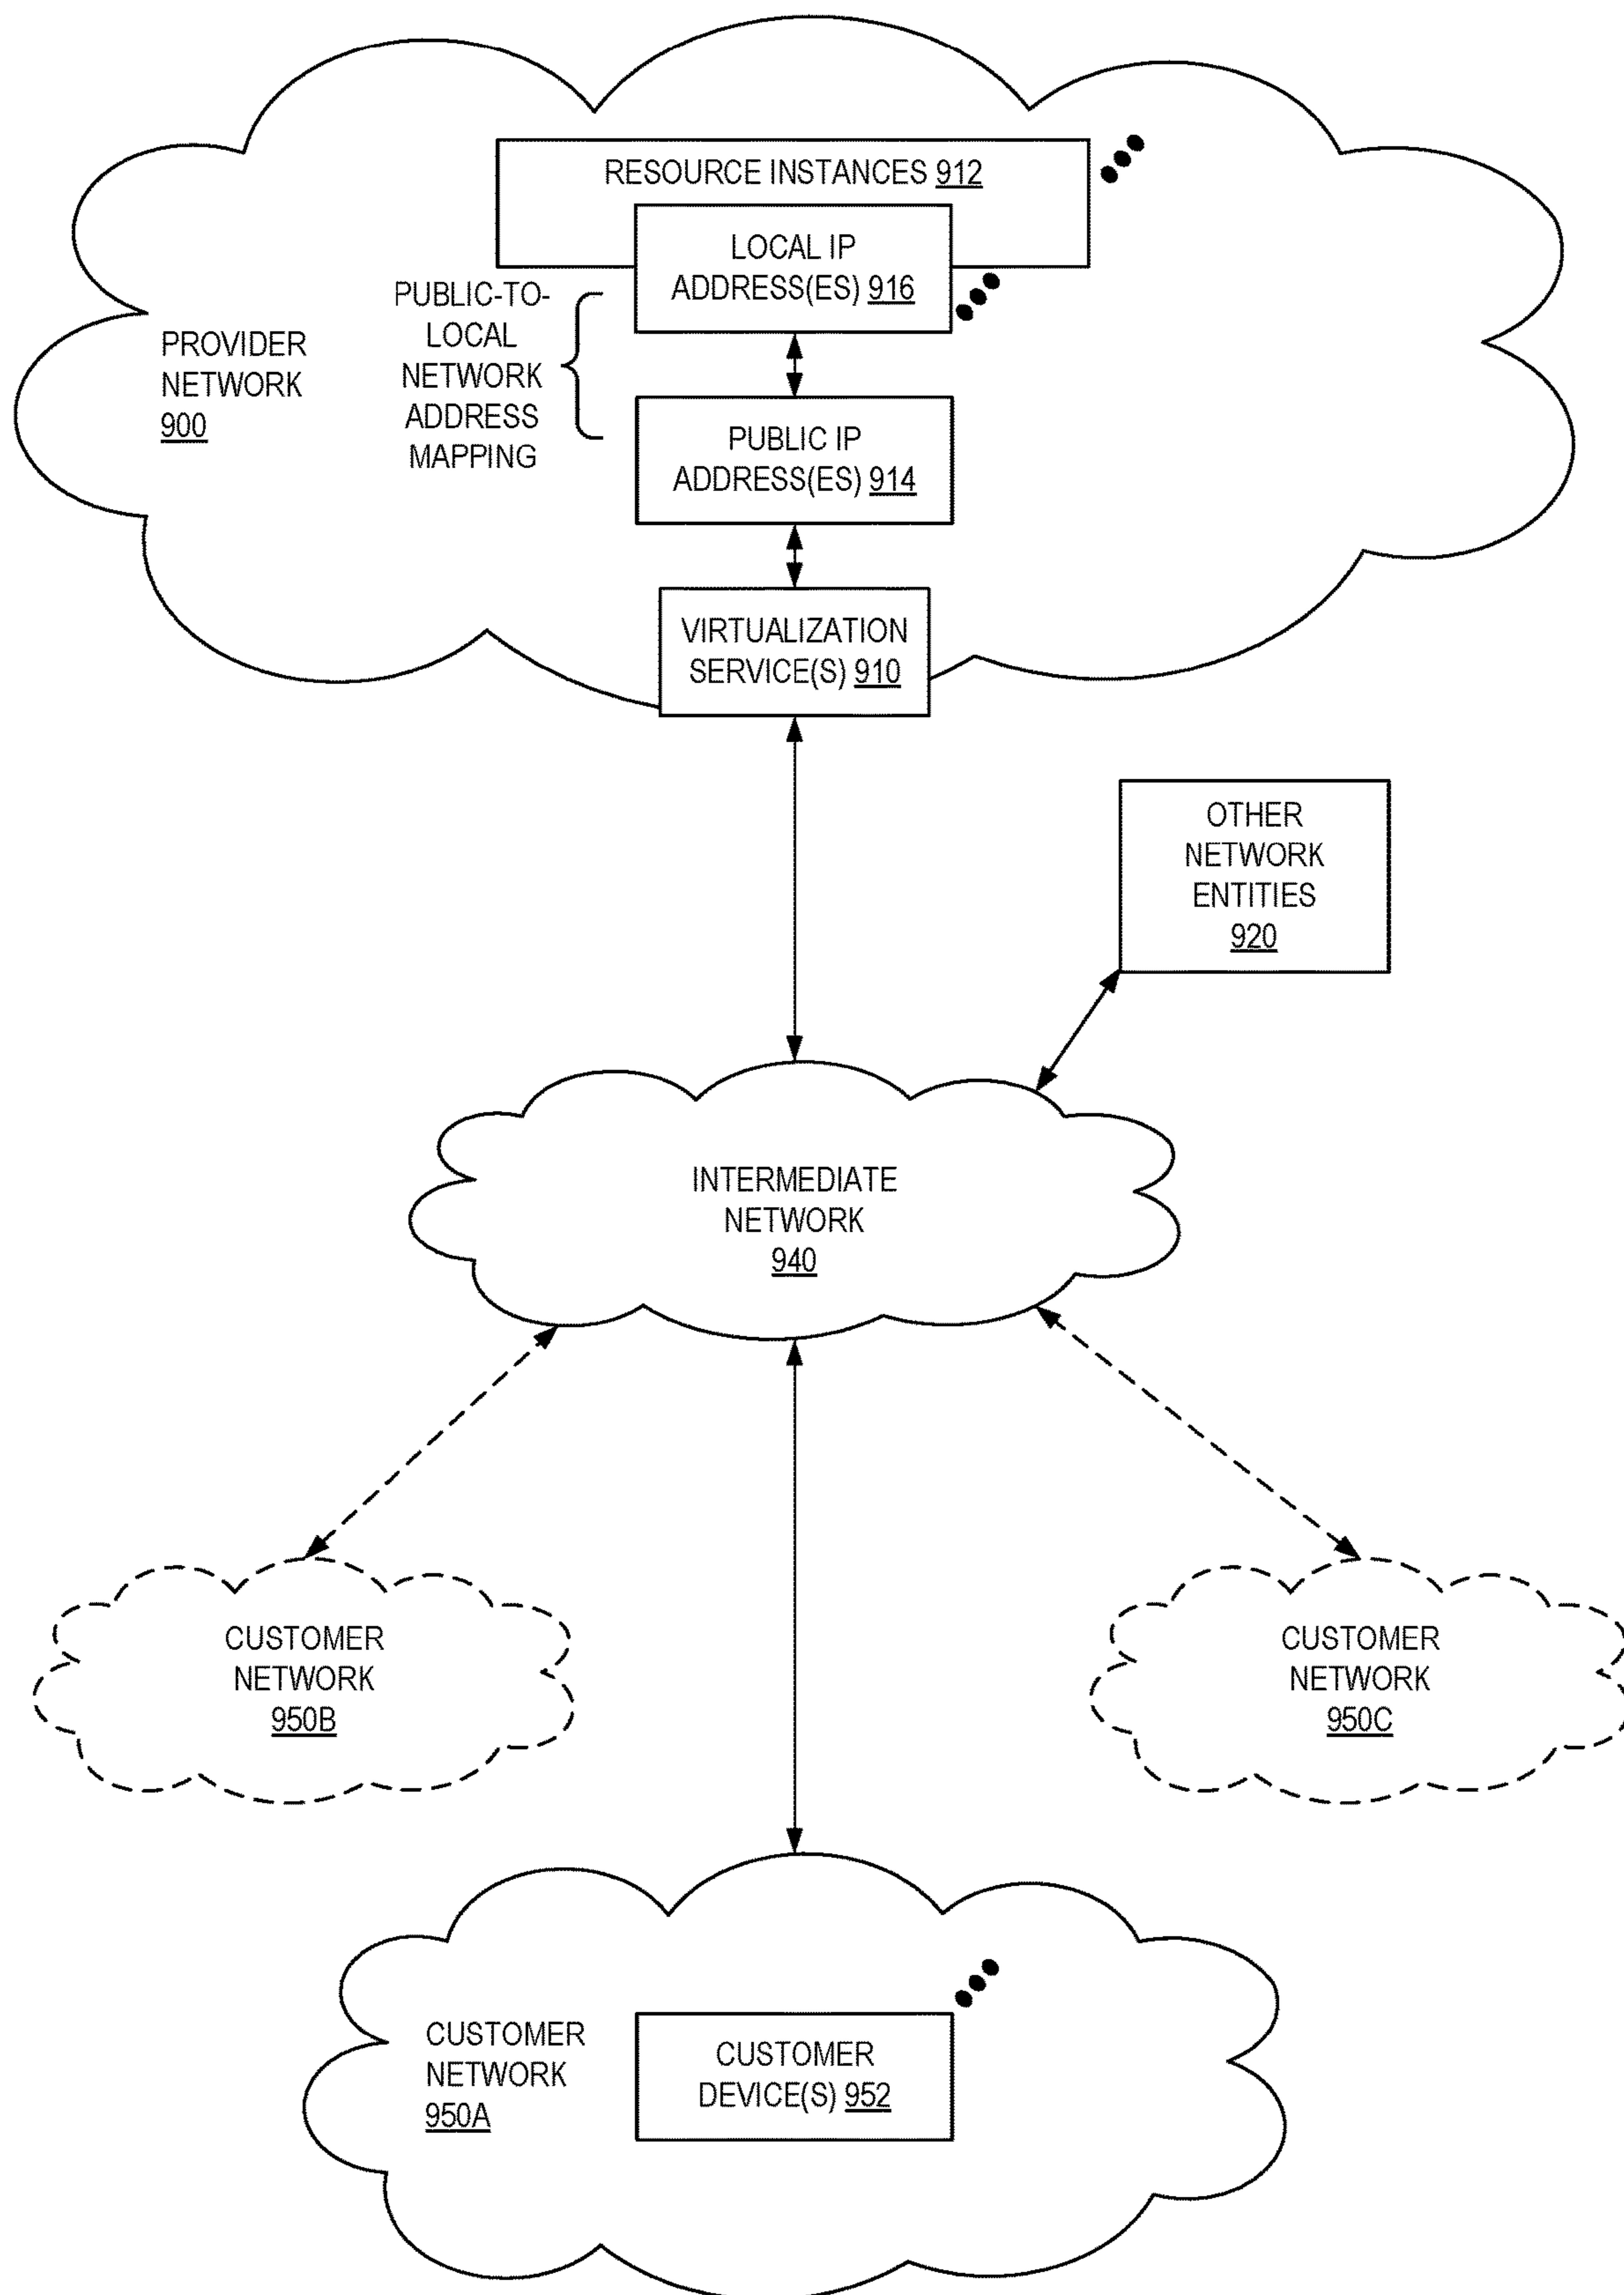 RESOURCE INSTANCES 912
LOCAL IP
ADDRESS(ES) 916
PUBLIC-TO-
LOCAL
NETWORK
ADDRESS
MAPPING
PROVIDER
NETWORK
900
PUBLIC IP
ADDRESS(ES) 914
VIRTUALIZATION
SERVICE(S) 910
OTHER
NETWORK
ENTITIES
920
INTERMEDIATE
NETWORK
940
CUSTOMER
NETWORK
950B
CUSTOMER
NETWORK
950C
CUSTOMER
NETWORK
950A
CUSTOMER
DEVICE(S) 952